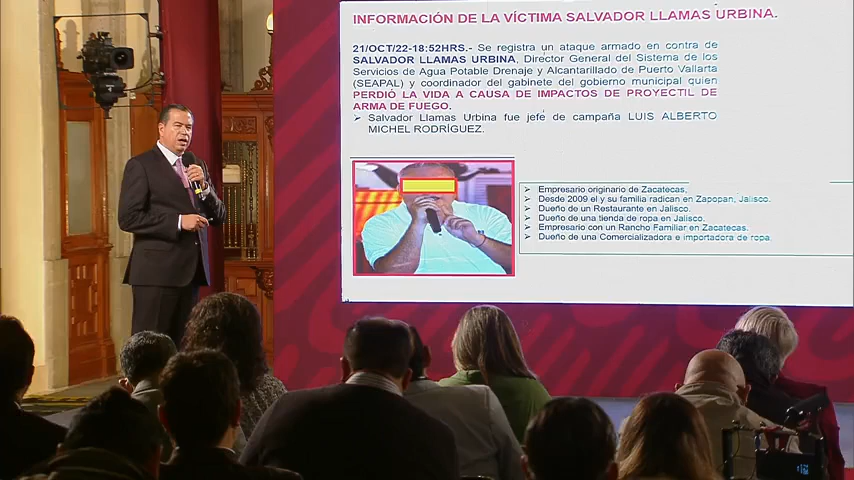 INFORMACIÓN DE LA VÍCTIMA SALVADOR LLAMAS URBINA.
21/OCT/22-18:52HRS.- Se registra un ataque armado en contra de
SALVADOR LLAMAS URBINA, Director General del Sistema de los
Servicios de Agua Potable Drenaje y Alcantarillado de Puerto Vallarta
(SEAPAL) y coordinador del gabinete del gobierno municipal quien
PERDIÓ LA VIDA A CAUSA DE IMPACTOS DE PROYECTIL DE
ARMA DE FUEGO.
➤ Salvador Llamas Urbina fue jefe de campaña LUIS ALBERTO
MICHEL RODRÍGUEZ.
➤ Empresario originario de Zacatecas,
➤ Desde 2009 el y su familia radican en Zapopan, Jalisco.
➤ Dueño de un Restaurante en Jalisco.
➤ Dueño de una tienda de ropa en Jalisco.
➤ Empresario con un Rancho Familiar en Zacatecas.
➤ Dueño de una Comercializadora e importadora de ropa.